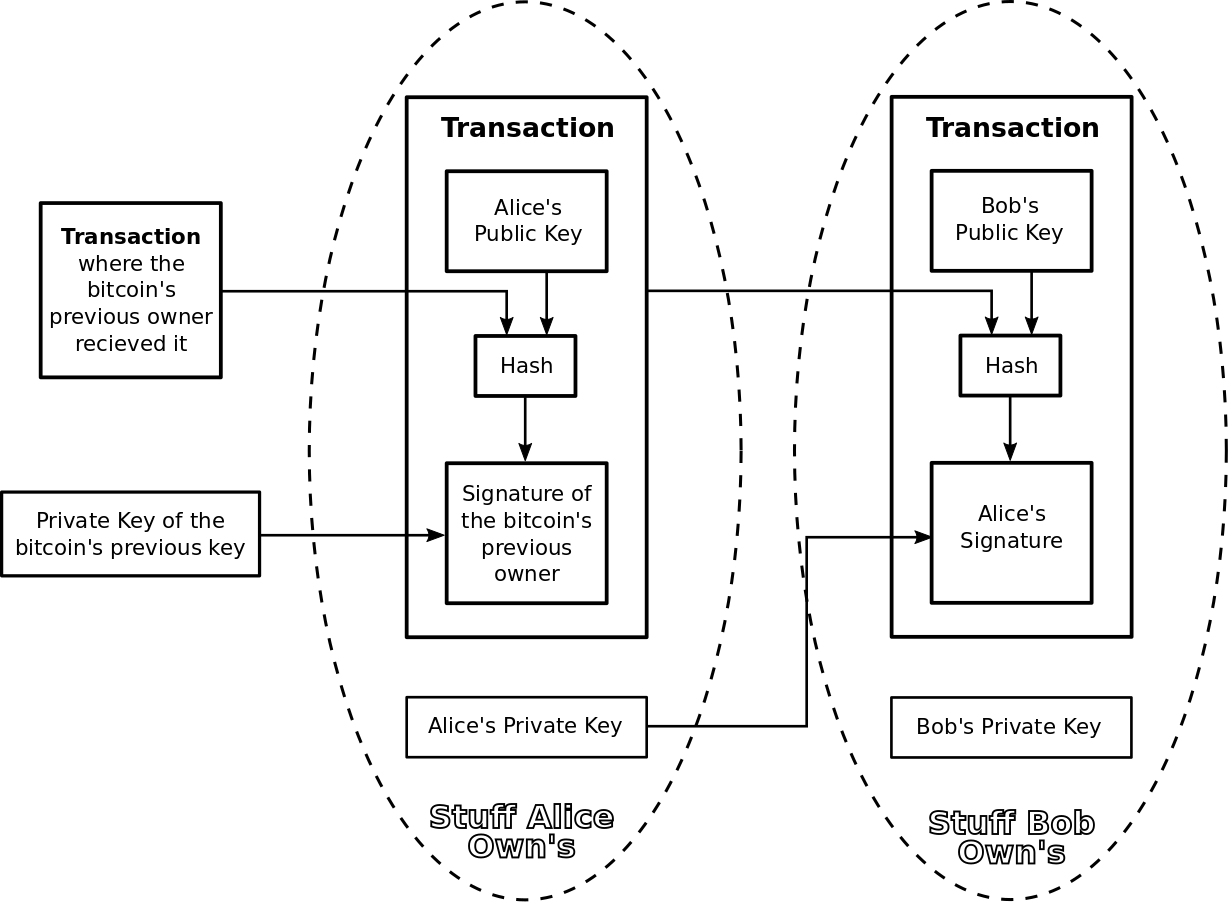 Transaction
where the
bitcoin's
previous owner
recieved it
Private Key of the
bitcoin's previous key
Transaction
Alice's
Public Key
Hash
Signature of
the bitcoin's
previous
owner
Alice's Private Key
Stuff Alice
Own's
Transaction
Bob's
Public Key
Hash
Alice's
Signature
Bob's Private Key
Stuff Bob
Own's